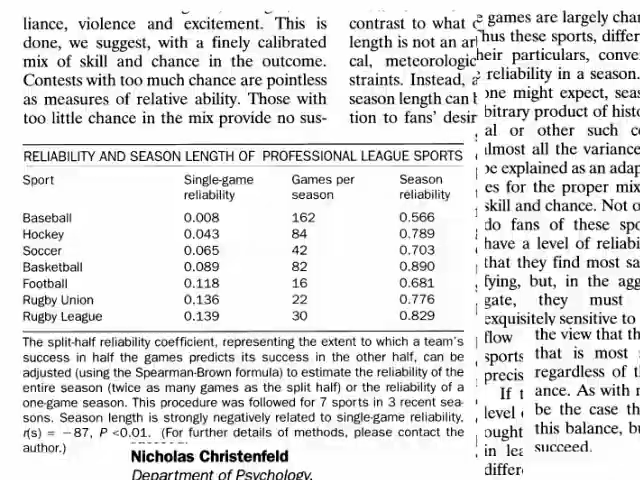 liance, violence and excitement. This is
done, we suggest, with a finely calibrated
mix of skill and chance in the outcome.
Contests with too much chance are pointless
as measures of relative ability. Those with
too little chance in the mix provide no sus-
contrast to what
length is not an
cal, meteorologic
straints. Instead,
season length can
tion to fans' desir
RELIABILITY AND SEASON LENGTH OF PROFESSIONAL LEAGUE SPORTS
Sport Single-game reliability Games per season Season reliability
Baseball 0.008 162 0.566
Hockey 0.043 84 0.789
Soccer 0.065 42 0.703
Basketball 0.089 82 0.890
Football 0.118 16 0.681
Rugby Union 0.136 22 0.776
Rugby League 0.139 30 0.829
The split-half reliability coefficient, representing the extent to which a team's
success in half the games predicts its success in the other half, can be
adjusted (using the Spearman-Brown formula) to estimate the reliability of the
entire season (twice as many games as the split half) or the reliability of a
one-game season. This procedure was followed for 7 sports in 3 recent sea-
sons. Season length is strongly negatively related to single-game reliability,
r(s) = −87, P <0.01. (For further details of methods, please contact the
author.)
Nicholas Christenfeld
Department of Psychology,
games are largely
hus these sports, differ
heir particulars, conve
reliability in a season.
one might expect, seas
bitrary product of histo
al or other such
almost all the variance
be explained as an adap
es for the proper mix
skill and chance. Not
do fans of these spo
have a level of reliabi
that they find most sa
fying, but, in the agg
gate, they must
exquisitely sensitive to
flow
sports
precis
If
level
ought
in
differ
the view that th
that is most
regardless of
ance. As with
be the case th
this balance,
succeed.